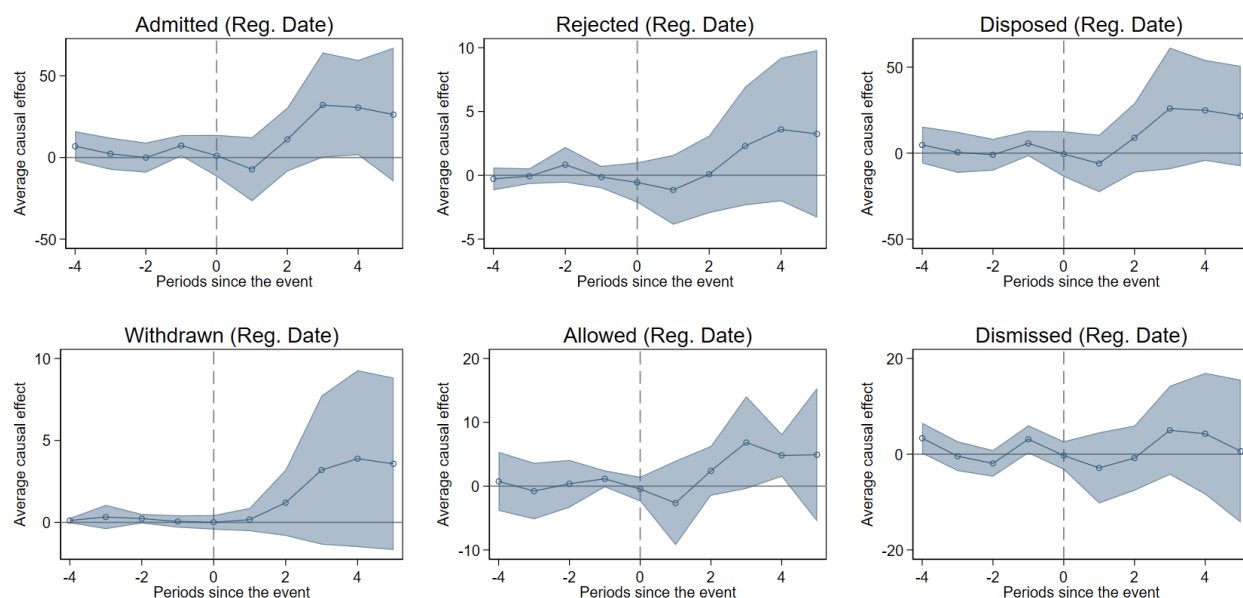 Admitted (Reg. Date)
Average causal effect
50
0
-50
-4 -2 0 2 4
Periods since the event
Rejected (Reg. Date)
Average causal effect
10
5
0
-5
-4 -2 0 2 4
Periods since the event
Disposed (Reg. Date)
Average causal effect
50
0
-50
-4 -2 0 2 4
Periods since the event
Withdrawn (Reg. Date)
Average causal effect
10
5
0
-4 -2 0 2 4
Periods since the event
Allowed (Reg. Date)
Average causal effect
20
10
0
-10
-4 -2 0 2 4
Periods since the event
Dismissed (Reg. Date)
Average causal effect
20
0
-20
-4 -2 0 2 4
Periods since the event